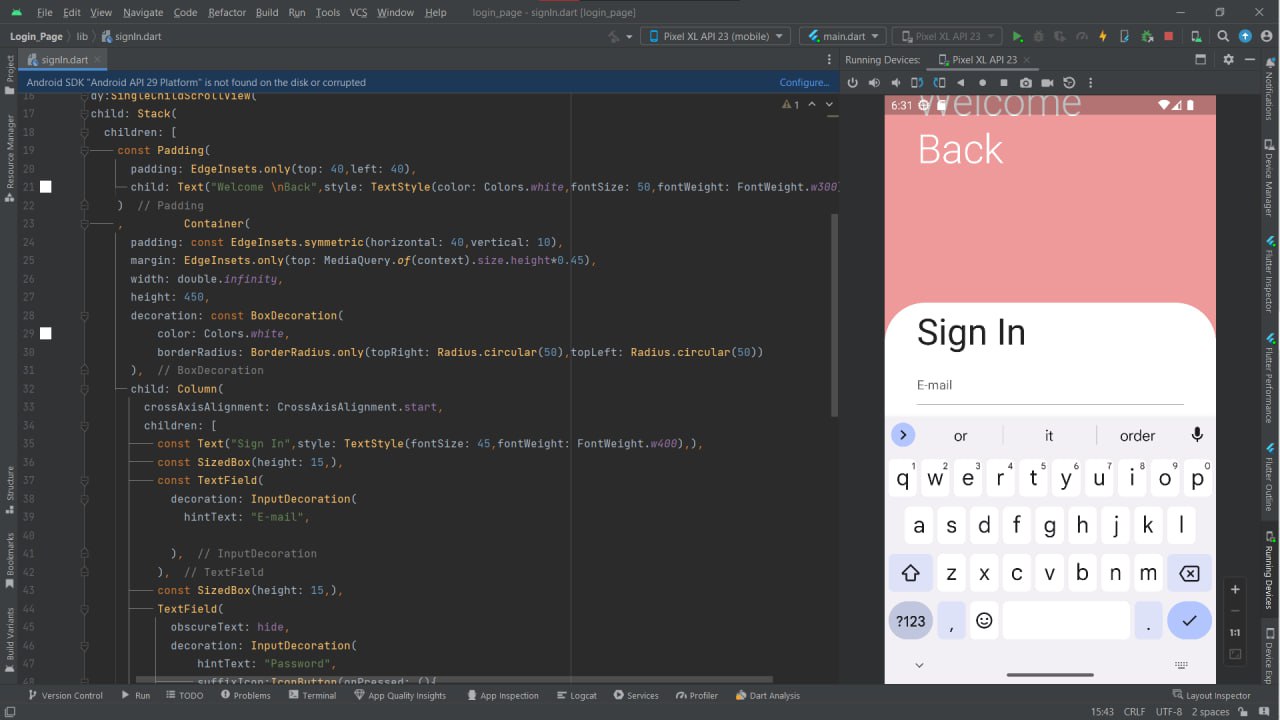 File Edit View Navigate Code Refactor Build Run Tools VCS Window Help login_page - signIn.dart [login_page]
Login_Page lib signIn.dart Pixel XL API 23 (mobile) main.dart Pixel XL API 23
signIn.dart
Running Devices: Pixel XL API 23
Android SDK "Android API 29 Platform" is not found on the disk or corrupted Configure...
16 dy:SingleChildScrollView(
1
17 child: Stack(
18 children: [
19 const Padding(
20 padding: EdgeInsets.only(top: 40,left: 40),
21 child: Text("Welcome \nBack",style: TextStyle(color: Colors.white,fontSize: 50,fontWeight: FontWeight.w300)
22 ) // Padding
23 , Container(
24 padding: const EdgeInsets.symmetric(horizontal: 40,vertical: 10),
25 margin: EdgeInsets.only(top: MediaQuery.of(context).size.height*0.45),
26 width: double.infinity,
27 height: 450,
28 decoration: const BoxDecoration(
29 color: Colors.white,
30 borderRadius: BorderRadius.only(topRight: Radius.circular(50),topLeft: Radius.circular(50))
31 ), // BoxDecoration
32 child: Column(
33 crossAxisAlignment: CrossAxisAlignment.start,
34 children: [
35 const Text("Sign In",style: TextStyle(fontSize: 45,fontWeight: FontWeight.w400),),
36 const SizedBox(height: 15,),
37 const TextField(
38 decoration: InputDecoration(
39 hintText: "E-mail",
40
41 ), // InputDecoration
42 ), // TextField
43 const SizedBox(height: 15,),
44 TextField(
45 obscureText: hide,
46 decoration: InputDecoration(
47 hintText: "Password",
48 suffixIcon:IconButton(onPressed: (){
6:31
Welcome
Back
Sign In
E-mail
or it order
q1 w2 e3 r4 t5 y6 u7 i8 o9 p0
a s d f g h j k l
z x c v b n m
?123 , .
1:1
Project
Resource Manager
Structure
Bookmarks
Build Variants
Notifications
Device Manager
Flutter Inspector
Flutter Performance
Flutter Outline
Running Devices
Device Exp
Version Control Run TODO Problems Terminal App Quality Insights App Inspection Logcat Services Profiler Dart Analysis Layout Inspector
15:43 CRLF UTF-8 2 spaces